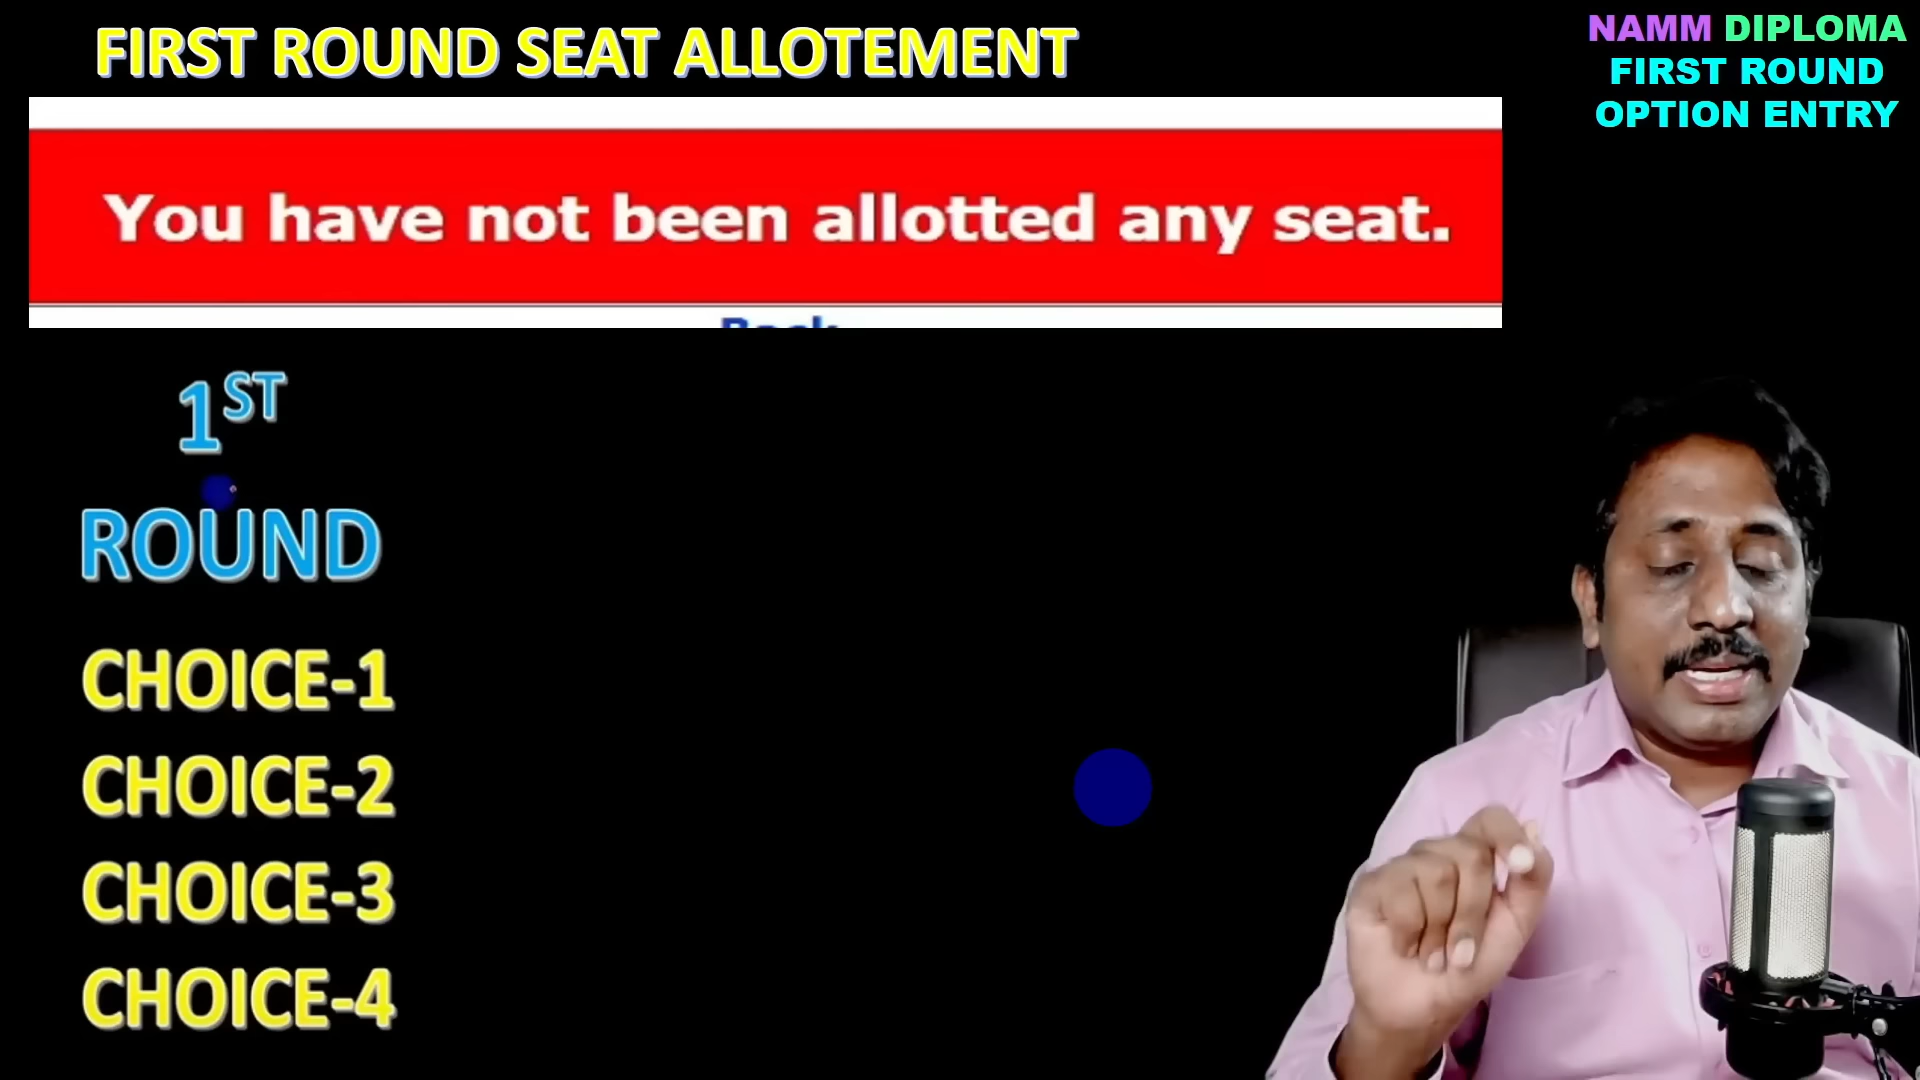 FIRST ROUND SEAT ALLOTEMENT
NAMM DIPLOMA
FIRST ROUND
OPTION ENTRY
You have not been allotted any seat.
Back
1ST
ROUND
CHOICE-1
CHOICE-2
CHOICE-3
CHOICE-4